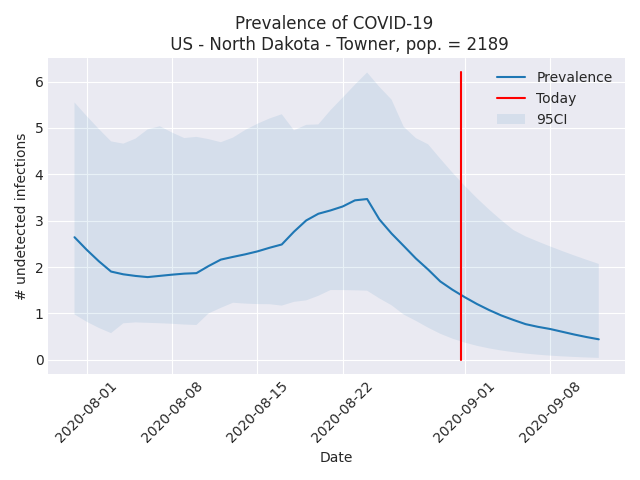 Prevalence of COVID-19
US - North Dakota - Towner, pop. = 2189
Prevalence
Today
95CI
# undetected infections
6
5
4
3
2
1
0
2020-08-01
2020-08-08
2020-08-15
2020-08-22
2020-09-01
2020-09-08
Date